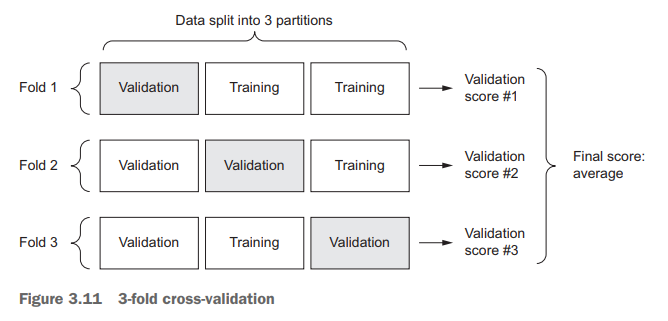 Data split into 3 partitions
Fold 1
Validation
Training
Training
Validation
score #1
Fold 2
Validation
Validation
Training
Validation
score #2
Final score:
average
Fold 3
Validation
Training
Validation
Validation
score #3
Figure 3.11 3-fold cross-validation